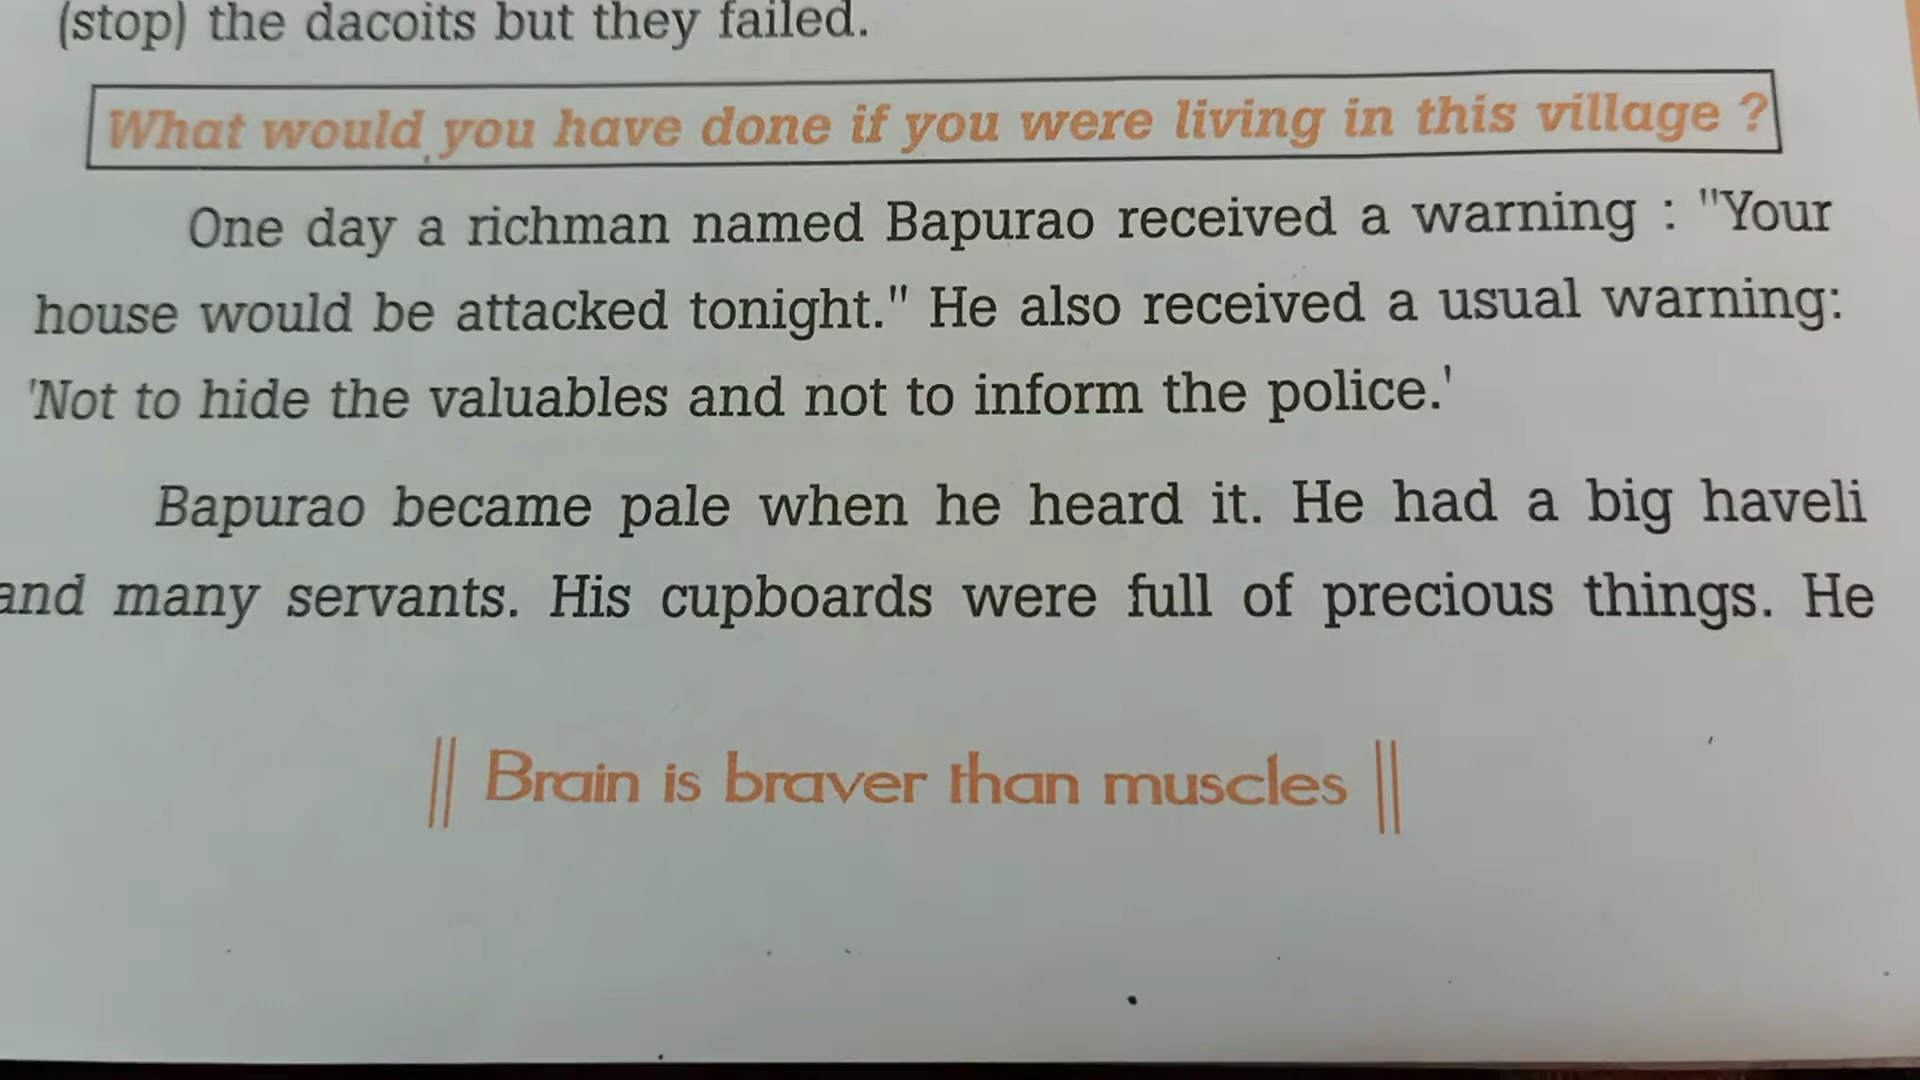 (stop) the dacoits but they failed.
What would you have done if you were living in this village ?
One day a richman named Bapurao received a warning : "Your
house would be attacked tonight." He also received a usual warning:
'Not to hide the valuables and not to inform the police.'
Bapurao became pale when he heard it. He had a big haveli
and many servants. His cupboards were full of precious things. He
|| Brain is braver than muscles ||